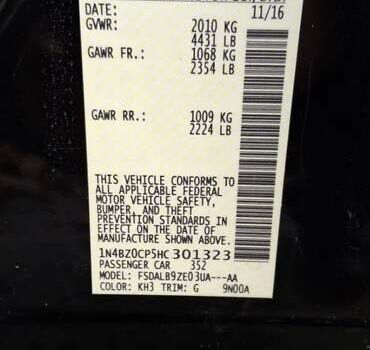 DATE: 11/16
GVWR: 2010 KG
4431 LB
GAWR FR.: 1068 KG
2354 LB
GAWR RR.: 1009 KG
2224 LB
THIS VEHICLE CONFORMS TO
ALL APPLICABLE FEDERAL
MOTOR VEHICLE SAFETY,
BUMPER, AND THEFT
PREVENTION STANDARDS IN
EFFECT ON THE DATE OF
MANUFACTURE SHOWN ABOVE.
1N4BZ0CP5HC301323
PASSENGER CAR 352
F5DALB9ZE03UA---AA
COLOR: KH3 TRIM: G 9N00A